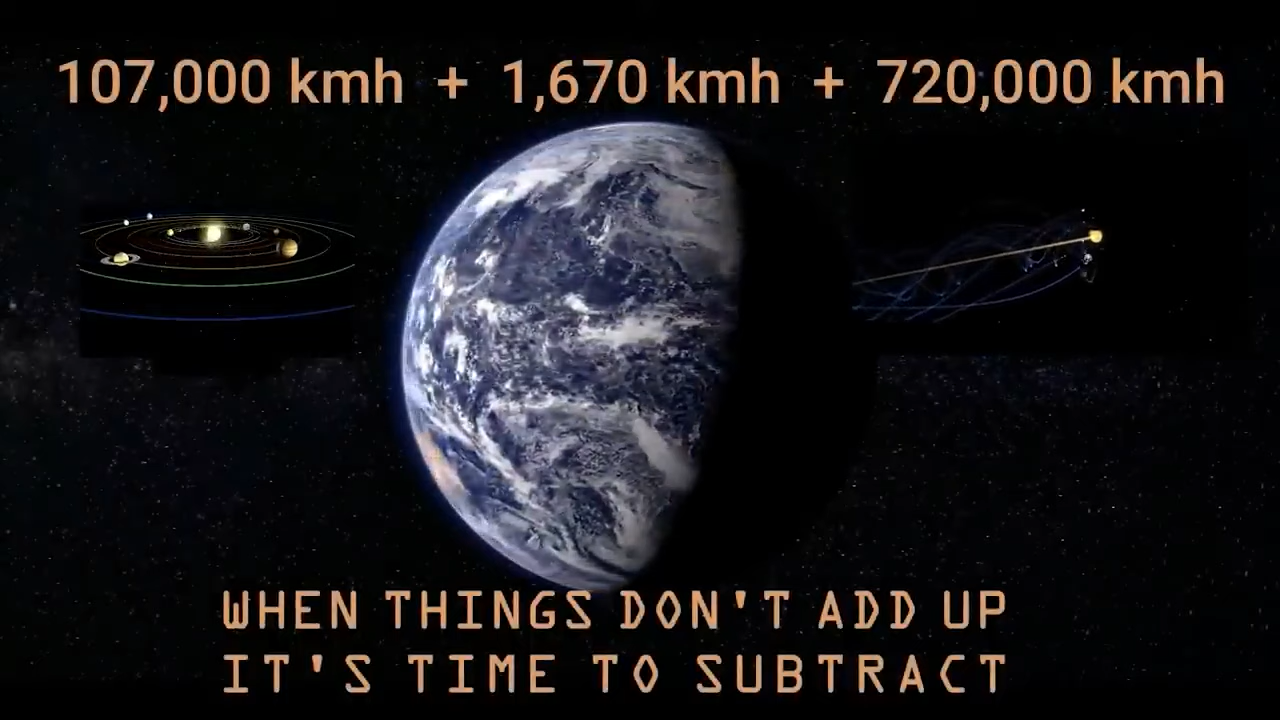 107,000 kmh + 1,670 kmh + 720,000 kmh
WHEN THINGS DON'T ADD UP
IT'S TIME TO SUBTRACT